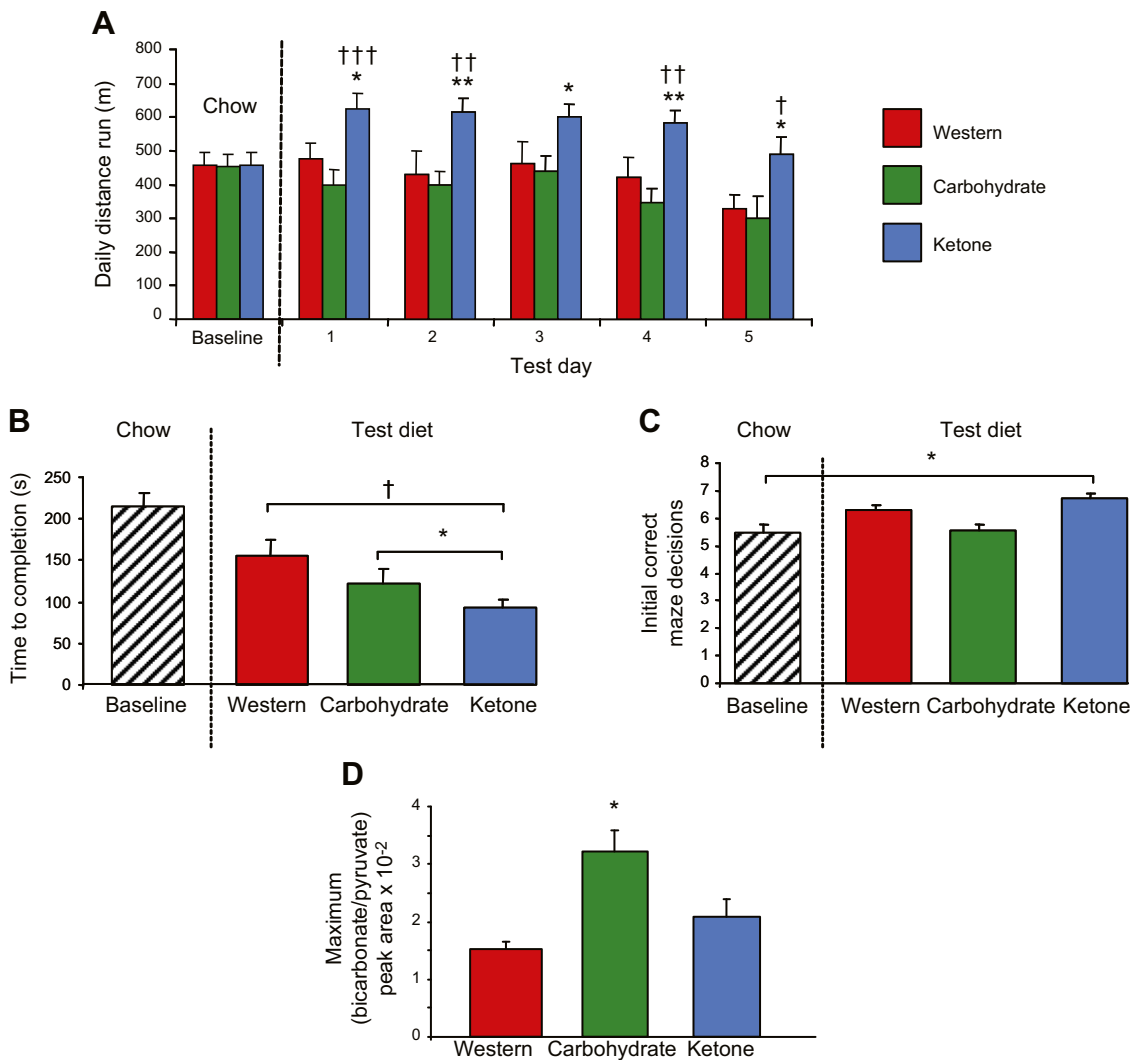 A
Daily distance run (m)
800
700
600
500
400
300
200
100
0
Chow
†††
*
††
**
*
††
**
†
*
Baseline
1
2
3
4
5
Test day
Western
Carbohydrate
Ketone
B
Chow
Test diet
Time to completion (s)
250
200
150
100
50
0
†
*
Baseline
Western
Carbohydrate
Ketone
C
Chow
Test diet
Initial correct
maze decisions
8
7
6
5
4
3
2
1
0
*
Baseline
Western
Carbohydrate
Ketone
D
Maximum
(bicarbonate/pyruvate)
peak area x 10⁻²
4
3
2
1
0
*
Western
Carbohydrate
Ketone